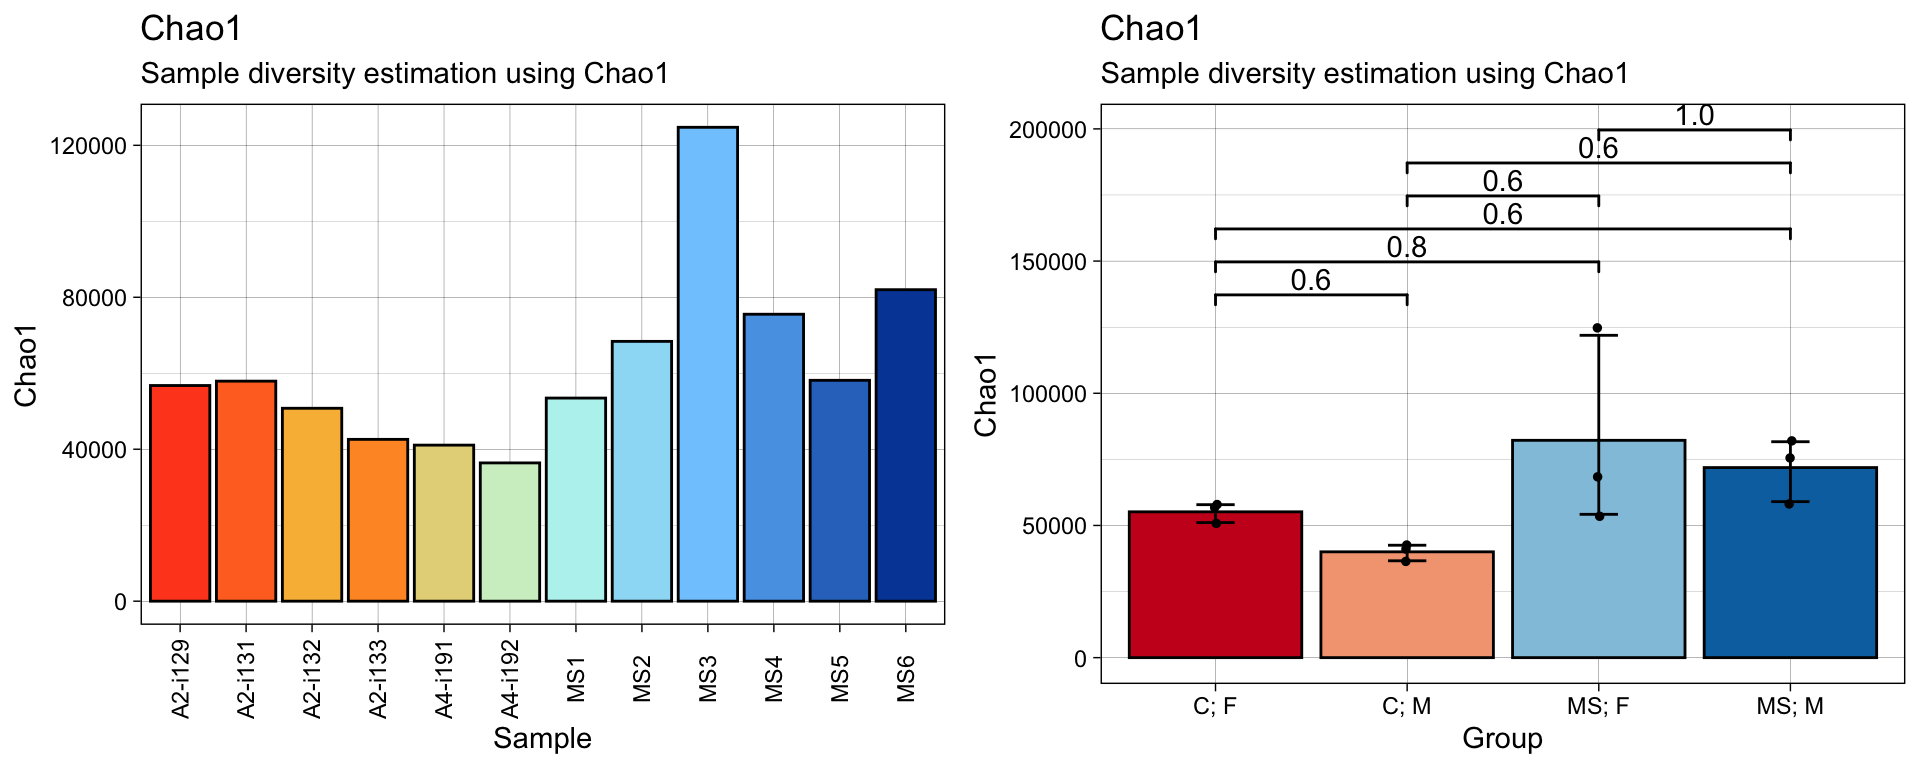 Chao1
Sample diversity estimation using Chao1
Chao1
120000
80000
40000
0
A2-i129
A2-i131
A2-i132
A2-i133
A4-i191
A4-i192
MS1
MS2
MS3
MS4
MS5
MS6
Sample
Chao1
Sample diversity estimation using Chao1
Chao1
200000
150000
100000
50000
0
1.0
0.6
0.6
0.6
0.8
0.6
C; F
C; M
MS; F
MS; M
Group